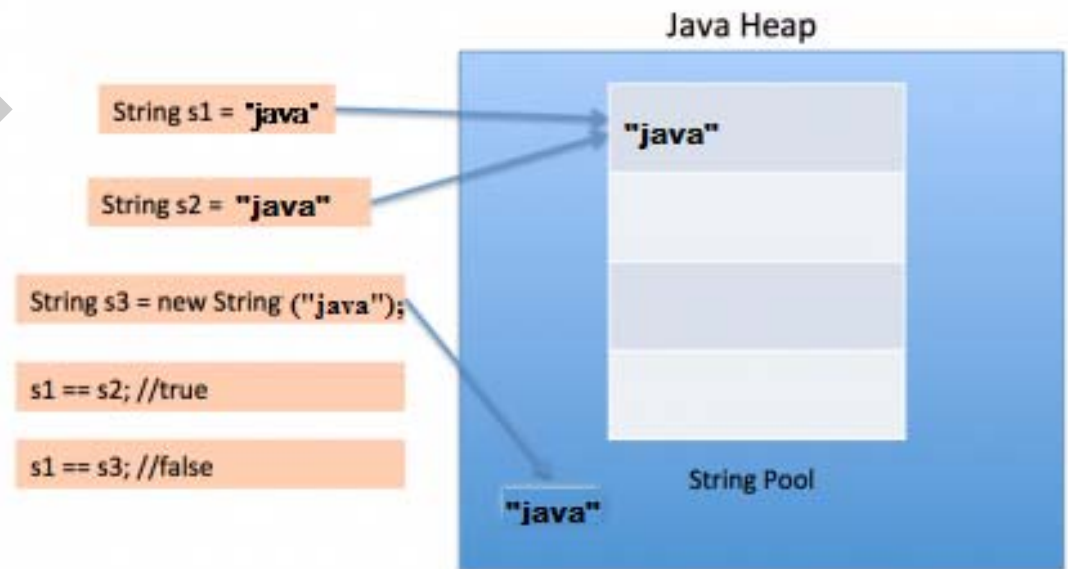 Java Heap
String s1 = "java"
"java"
String s2 = "java"
String s3 = new String ("java");
s1 == s2; //true
s1 == s3; //false
String Pool
"java"